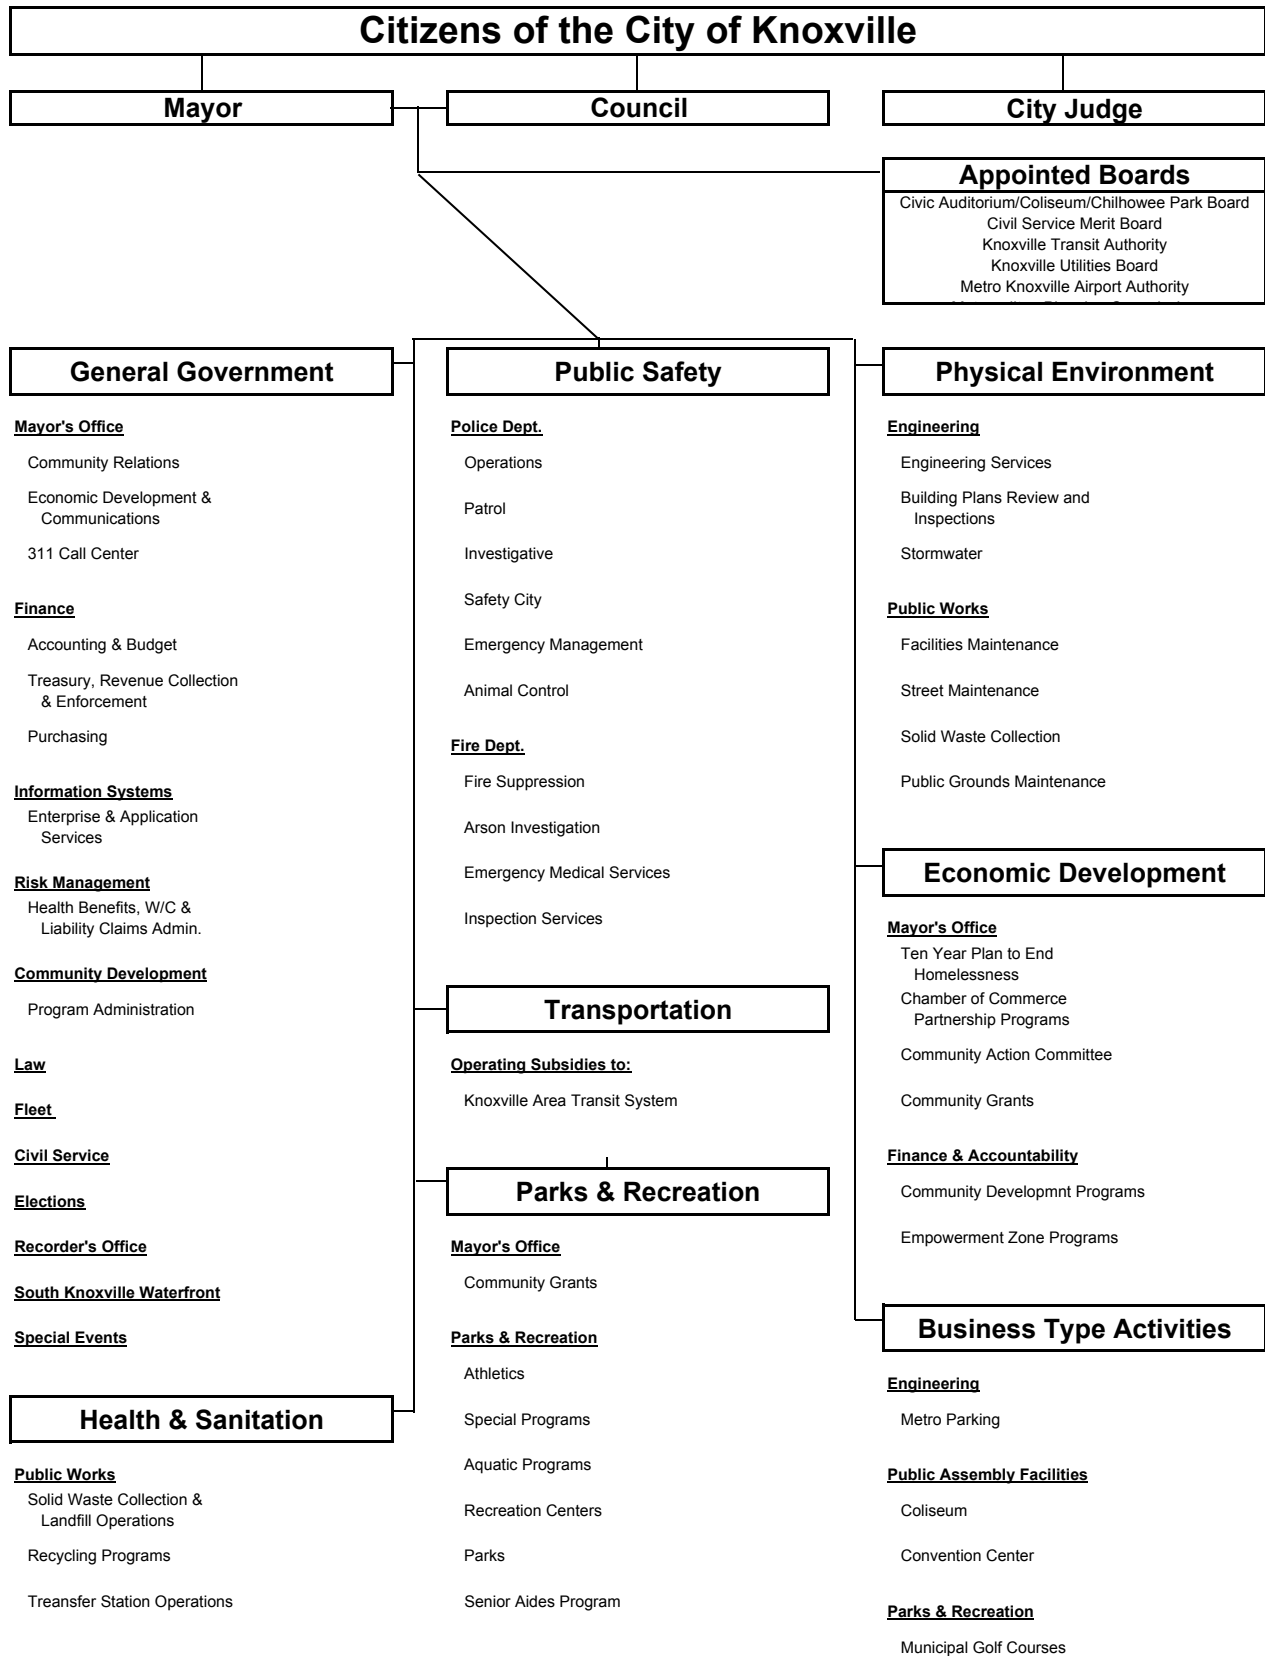 Citizens of the City of Knoxville
Mayor
Council
City Judge
Appointed Boards
Civic Auditorium/Coliseum/Chilhowee Park Board
Civil Service Merit Board
Knoxville Transit Authority
Knoxville Utilities Board
Metro Knoxville Airport Authority
General Government
Mayor's Office
Community Relations
Economic Development &
Communications
311 Call Center
Finance
Accounting & Budget
Treasury, Revenue Collection
& Enforcement
Purchasing
Information Systems
Enterprise & Application
Services
Risk Management
Health Benefits, W/C &
Liability Claims Admin.
Community Development
Program Administration
Law
Fleet
Civil Service
Elections
Recorder's Office
South Knoxville Waterfront
Special Events
Health & Sanitation
Public Works
Solid Waste Collection &
Landfill Operations
Recycling Programs
Treansfer Station Operations
Public Safety
Police Dept.
Operations
Patrol
Investigative
Safety City
Emergency Management
Animal Control
Fire Dept.
Fire Suppression
Arson Investigation
Emergency Medical Services
Inspection Services
Transportation
Operating Subsidies to:
Knoxville Area Transit System
Parks & Recreation
Mayor's Office
Community Grants
Parks & Recreation
Athletics
Special Programs
Aquatic Programs
Recreation Centers
Parks
Senior Aides Program
Physical Environment
Engineering
Engineering Services
Building Plans Review and
Inspections
Stormwater
Public Works
Facilities Maintenance
Street Maintenance
Solid Waste Collection
Public Grounds Maintenance
Economic Development
Mayor's Office
Ten Year Plan to End
Homelessness
Chamber of Commerce
Partnership Programs
Community Action Committee
Community Grants
Finance & Accountability
Community Developmnt Programs
Empowerment Zone Programs
Business Type Activities
Engineering
Metro Parking
Public Assembly Facilities
Coliseum
Convention Center
Parks & Recreation
Municipal Golf Courses